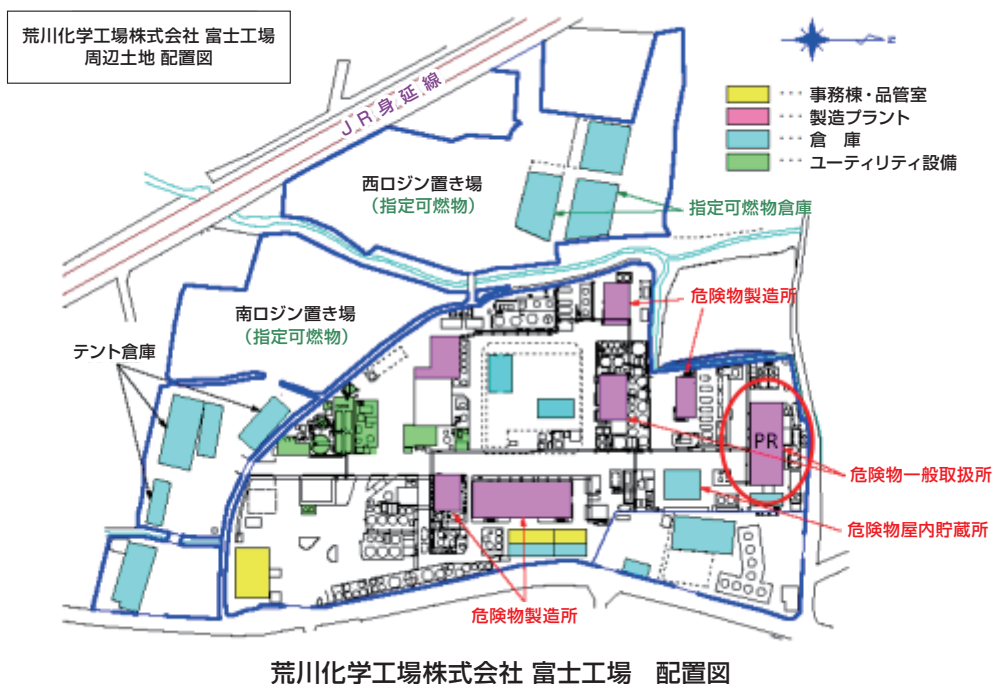 荒川化学工場株式会社 富士工場
周辺土地 配置図
N
JR身延線
・・・事務棟・品管室
・・・製造プラント
・・・倉 庫
・・・ユーティリティ設備
西ロジン置き場
(指定可燃物)
指定可燃物倉庫
危険物製造所
南ロジン置き場
(指定可燃物)
テント倉庫
PR
危険物一般取扱所
危険物屋内貯蔵所
危険物製造所
荒川化学工場株式会社 富士工場 配置図